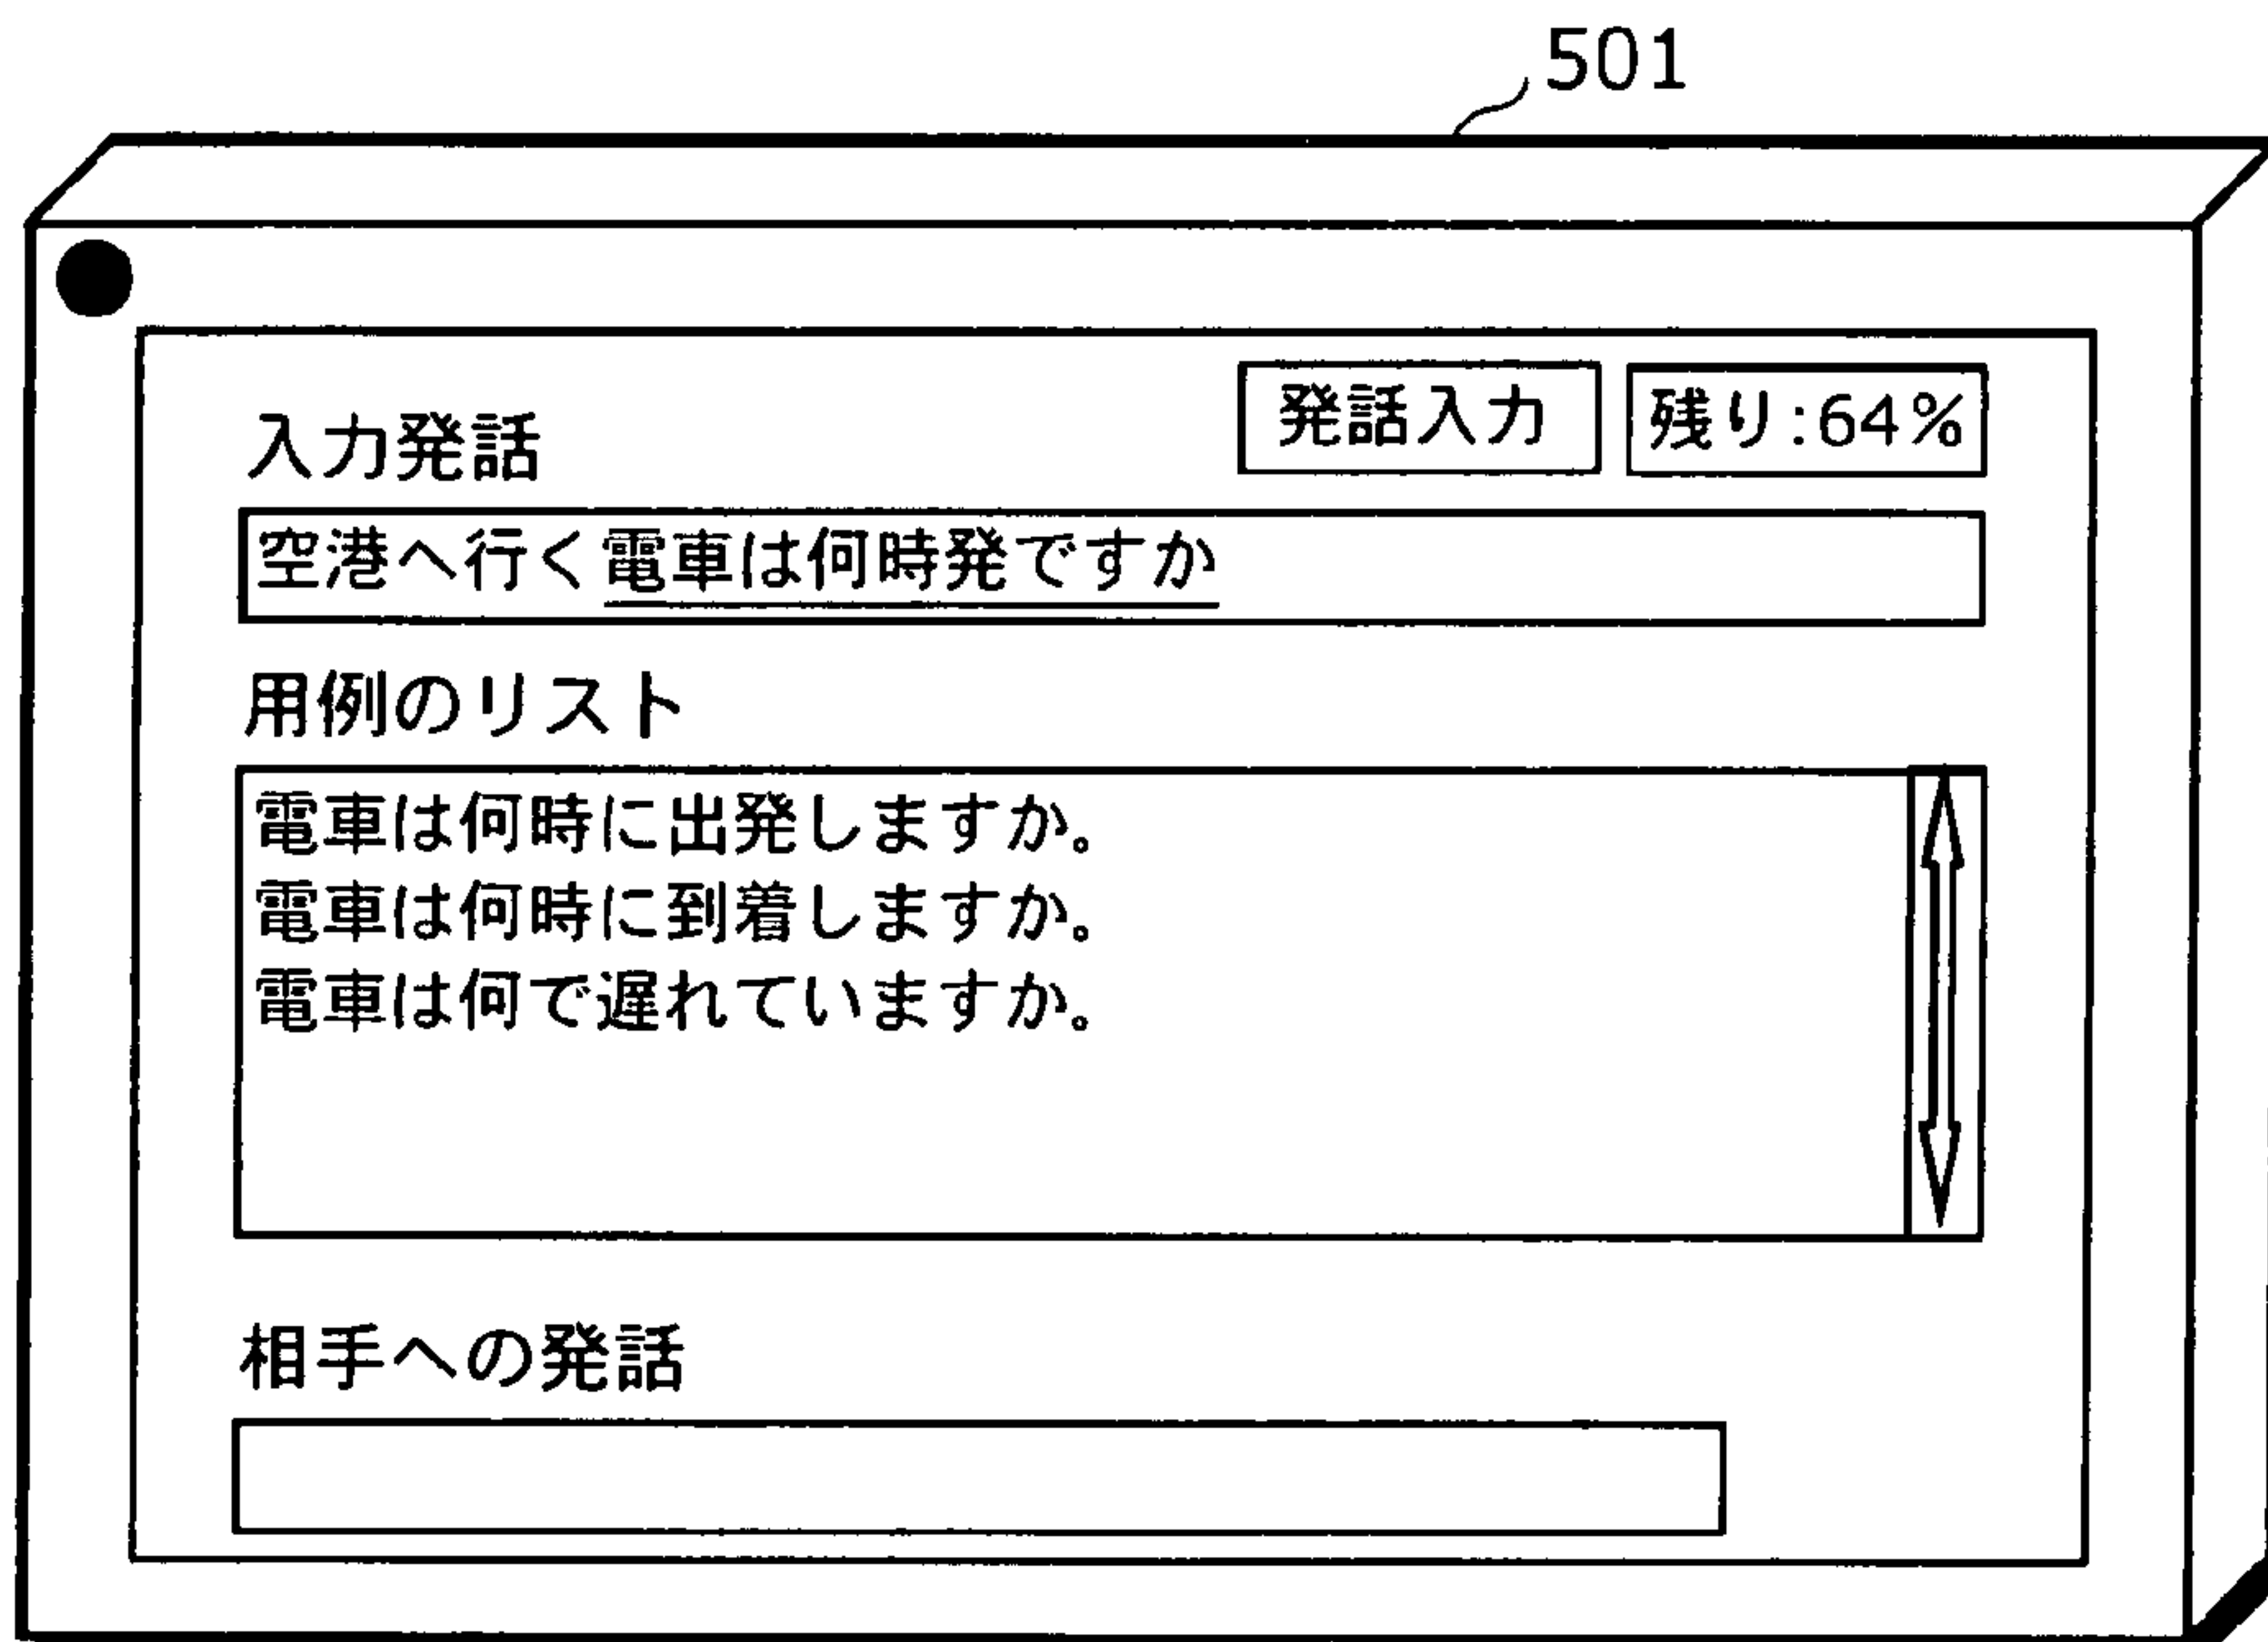 501
発話入力
残り:64%
入力発話
空港へ行く電車は何時発ですか
用例のリスト
電車は何時に出発しますか。
電車は何時に到着しますか。
電車は何で遅れていますか。
相手への発話